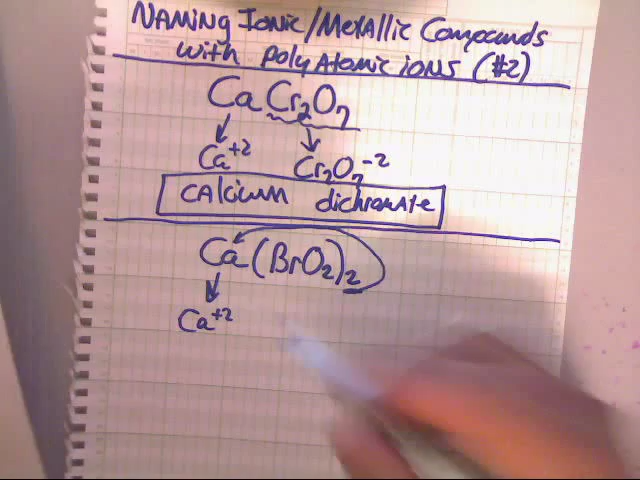 NAMING IONIC/METALLIC COMPOUNDS
WITH POLYATOMIC IONS (#2)
CaCr₂O₇
Ca⁺² Cr₂O₇⁻²
CALCIUM dichromate
Ca(BrO₂)₂
Ca⁺²